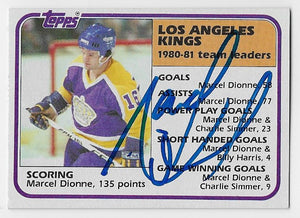 TOPPS
LOS ANGELES
KINGS
1980-81 team leaders
GOALS
Marcel Dionne, 58
ASSISTS
Marcel Dionne, 77
POWER PLAY GOALS
Marcel Dionne &
Charlie Simmer, 23
SHORT HANDED GOALS
Marcel Dionne &
Billy Harris, 4
GAME WINNING GOALS
Marcel Dionne &
Charlie Simmer, 9
SCORING
Marcel Dionne, 135 points
16